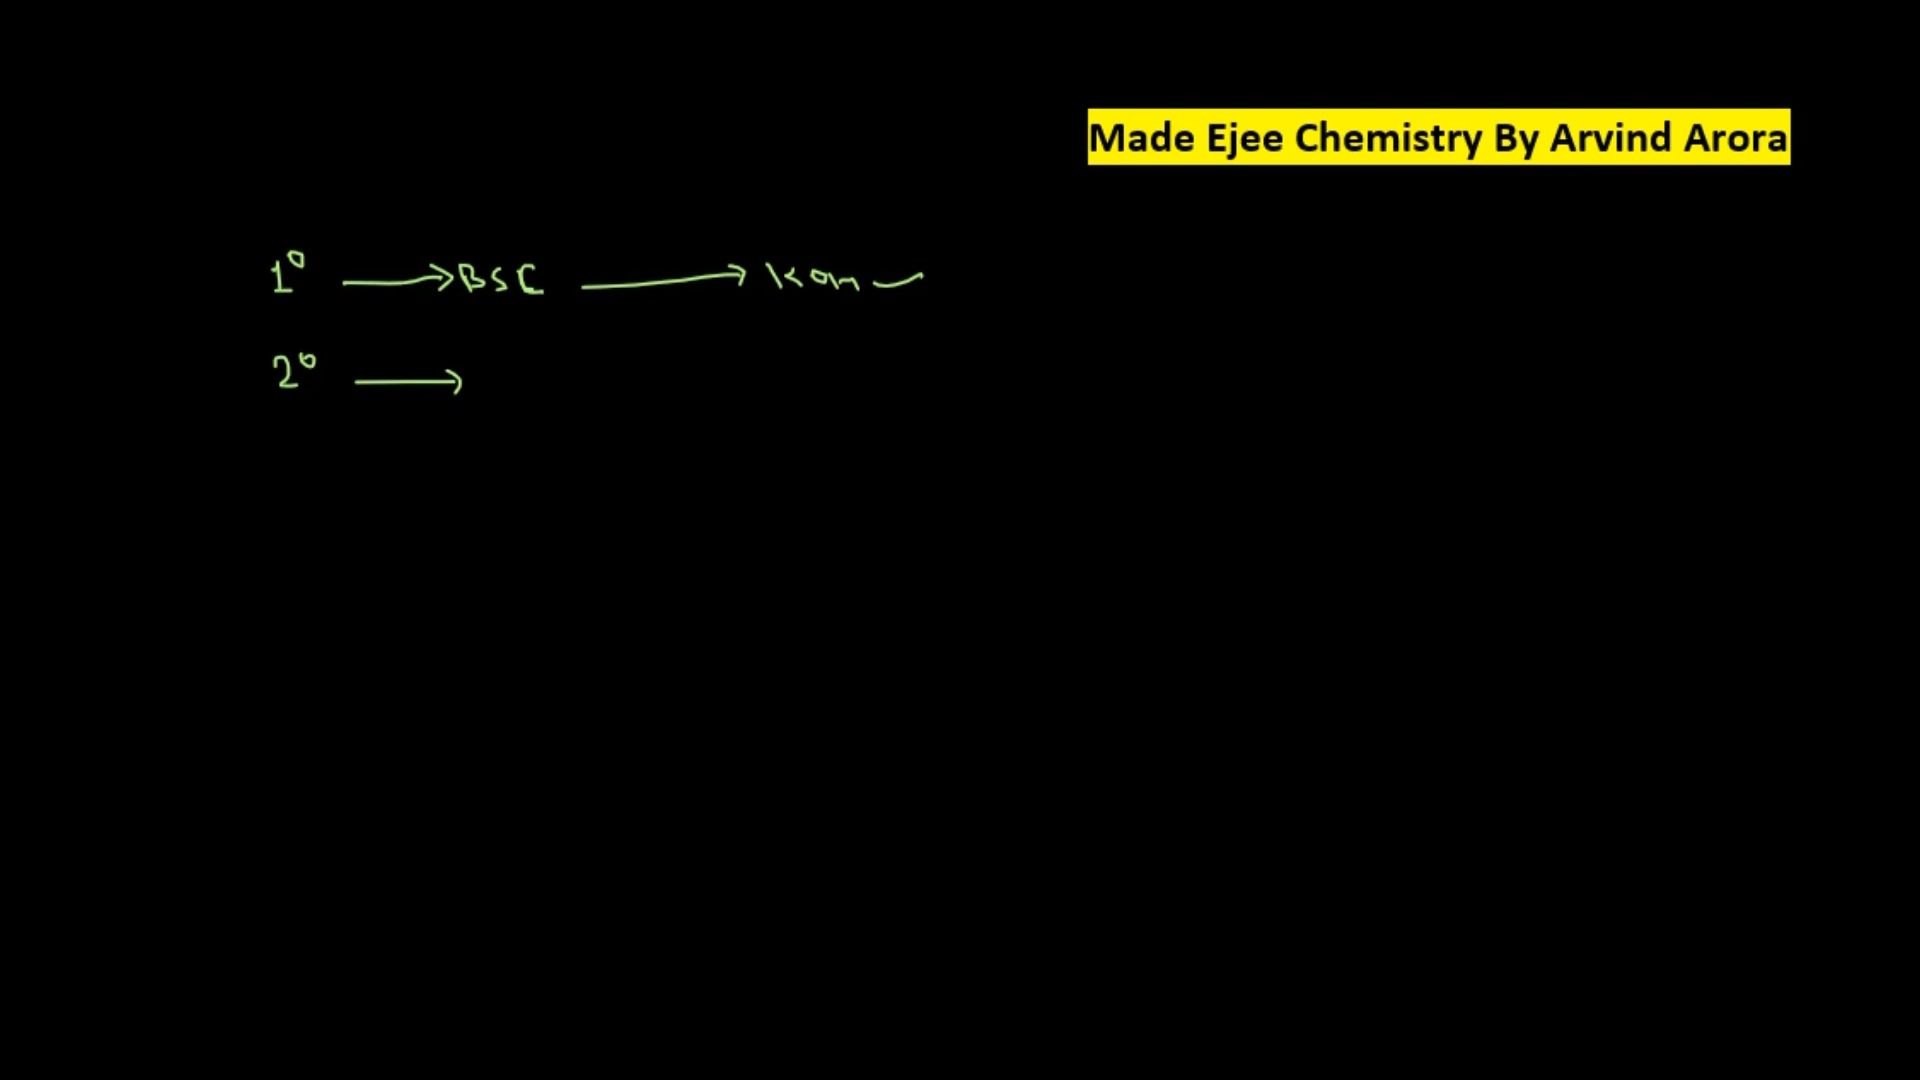 Made Ejee Chemistry By Arvind Arora
1° → BSC → KOM
2° →